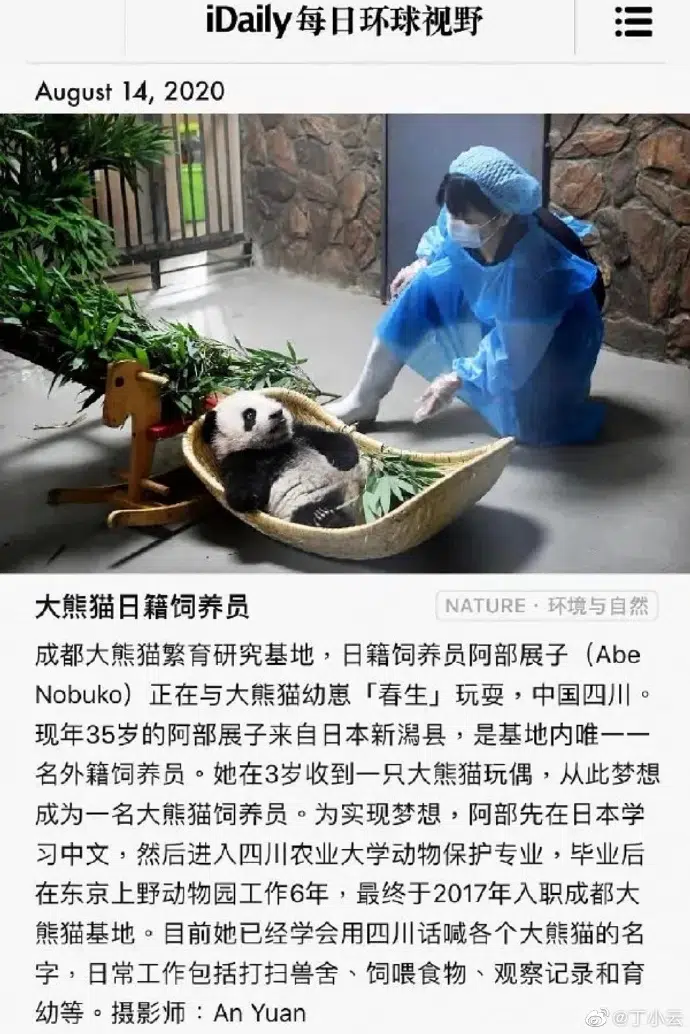 iDaily 每日环球视野
August 14, 2020
大熊猫日籍饲养员
NATURE · 环境与自然
成都大熊猫繁育研究基地，日籍饲养员阿部展子（Abe
Nobuko）正在与大熊猫幼崽「春生」玩耍，中国四川。
现年35岁的阿部展子来自日本新潟县，是基地内唯一一
名外籍饲养员。她在3岁收到一只大熊猫玩偶，从此梦想
成为一名大熊猫饲养员。为实现梦想，阿部先在日本学
习中文，然后进入四川农业大学动物保护专业，毕业后
在东京上野动物园工作6年，最终于2017年入职成都大
熊猫基地。目前她已经学会用四川话喊各个大熊猫的名
字，日常工作包括打扫兽舍、饲喂食物、观察记录和育
幼等。摄影师：An Yuan
@丁小云